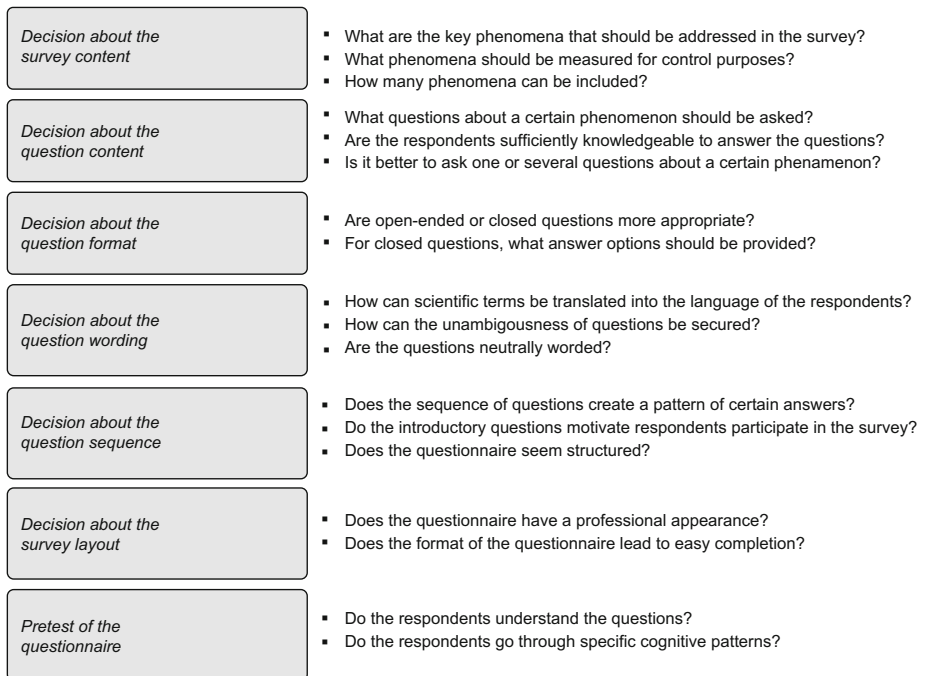 Decision about the
survey content
▪ What are the key phenomena that should be addressed in the survey?
▪ What phenomena should be measured for control purposes?
▪ How many phenomena can be included?
Decision about the
question content
▪ What questions about a certain phenomenon should be asked?
▪ Are the respondents sufficiently knowledgeable to answer the questions?
▪ Is it better to ask one or several questions about a certain phenamenon?
Decision about the
question format
▪ Are open-ended or closed questions more appropriate?
▪ For closed questions, what answer options should be provided?
Decision about the
question wording
▪ How can scientific terms be translated into the language of the respondents?
▪ How can the unambigousness of questions be secured?
▪ Are the questions neutrally worded?
Decision about the
question sequence
▪ Does the sequence of questions create a pattern of certain answers?
▪ Do the introductory questions motivate respondents participate in the survey?
▪ Does the questionnaire seem structured?
Decision about the
survey layout
▪ Does the questionnaire have a professional appearance?
▪ Does the format of the questionnaire lead to easy completion?
Pretest of the
questionnaire
▪ Do the respondents understand the questions?
▪ Do the respondents go through specific cognitive patterns?